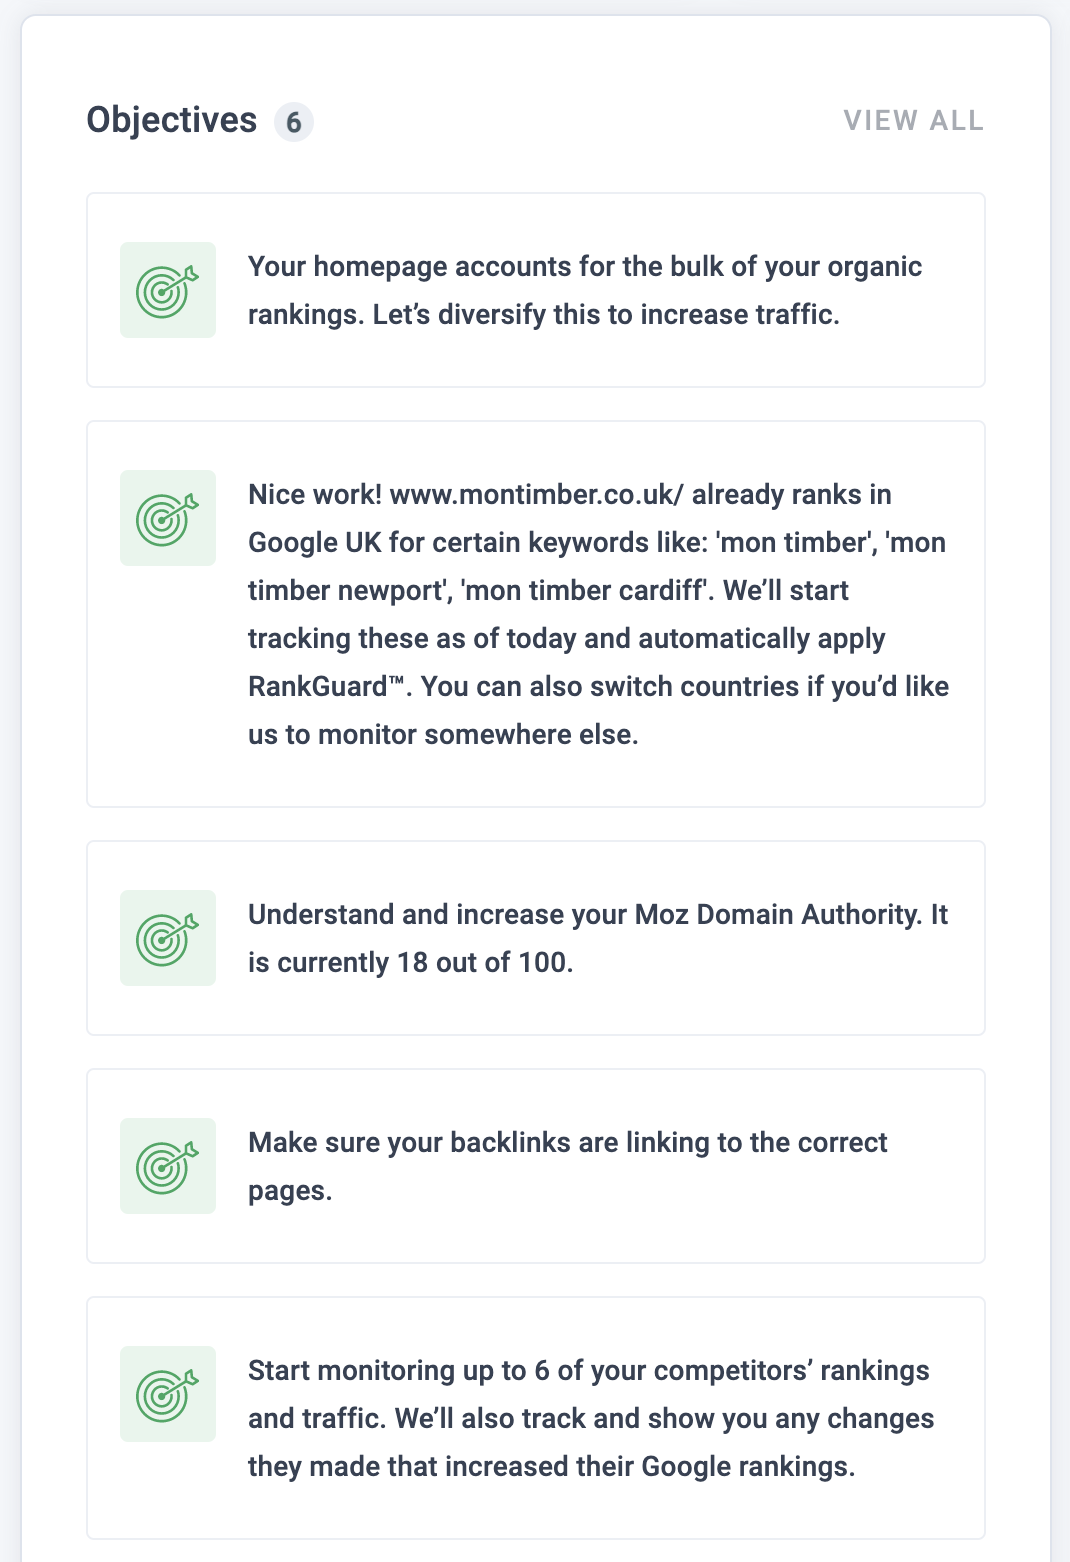 Objectives 6
VIEW ALL
Your homepage accounts for the bulk of your organic
rankings. Let’s diversify this to increase traffic.
Nice work! www.montimber.co.uk/ already ranks in
Google UK for certain keywords like: 'mon timber', 'mon
timber newport', 'mon timber cardiff'. We’ll start
tracking these as of today and automatically apply
RankGuard™. You can also switch countries if you’d like
us to monitor somewhere else.
Understand and increase your Moz Domain Authority. It
is currently 18 out of 100.
Make sure your backlinks are linking to the correct
pages.
Start monitoring up to 6 of your competitors’ rankings
and traffic. We’ll also track and show you any changes
they made that increased their Google rankings.